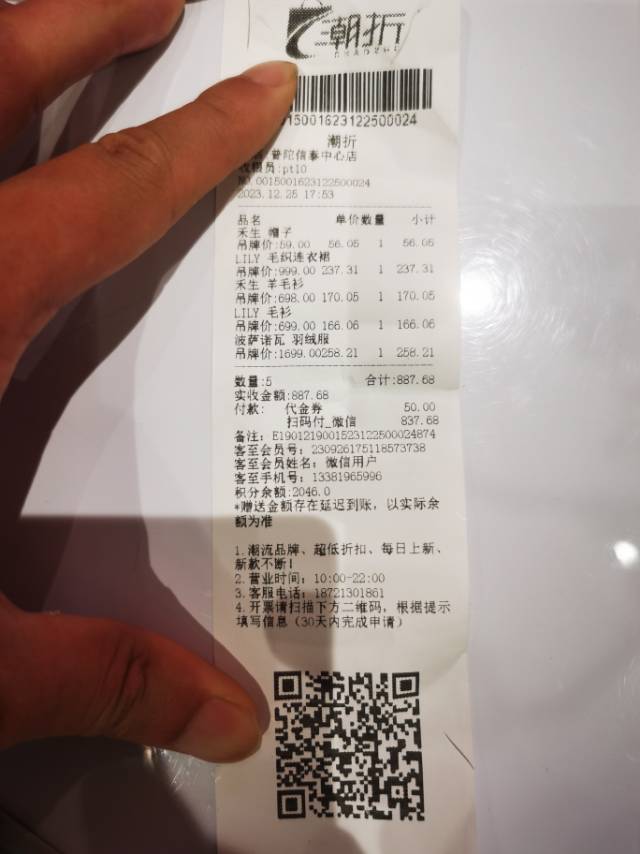 潮折
CHAOZHE
15001623122500024
潮折
普陀信泰中心店
收银员:pt10
NO.0015001623122500024
2023.12.25 17:53
品名 单价 数量 小计
禾生 帽子
吊牌价:59.00 56.05 1 56.05
LILY 毛织连衣裙
吊牌价:999.00 237.31 1 237.31
禾生 羊毛衫
吊牌价:698.00 170.05 1 170.05
LILY 毛衫
吊牌价:699.00 166.06 1 166.06
波萨诺瓦 羽绒服
吊牌价:1699.00258.21 1 258.21
数量:5 合计:887.68
实收金额:887.68
付款: 代金券 50.00
扫码付_微信 837.68
备注: E1901219001523122500024874
客至会员号: 230926175118573738
客至会员姓名: 微信用户
客至手机号: 13381965996
积分余额:2046.0
*赠送金额存在延迟到账，以实际余
额为准
1.潮流品牌、超低折扣、每日上新、
新款不断!
2.营业时间: 10:00-22:00
3.客服电话: 18721301861
4.开票请扫描下方二维码，根据提示
填写信息（30天内完成申请）